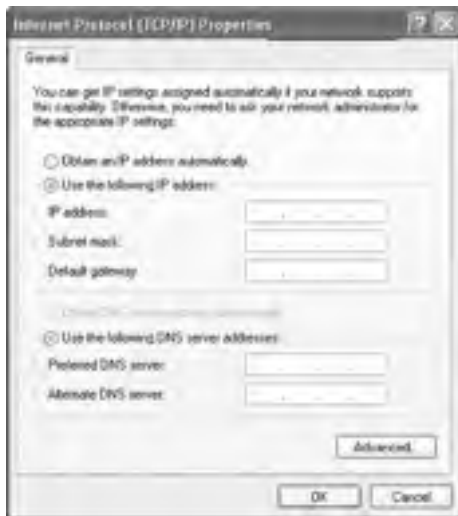 Internet Protocol (TCP/IP) Properties
General
You can get IP settings assigned automatically if your network supports
this capability. Otherwise, you need to ask your network administrator for
the appropriate IP settings.
Obtain an IP address automatically
Use the following IP address:
IP address:
Subnet mask:
Default gateway:
Use the following DNS server addresses:
Preferred DNS server:
Alternate DNS server:
Advanced...
OK
Cancel